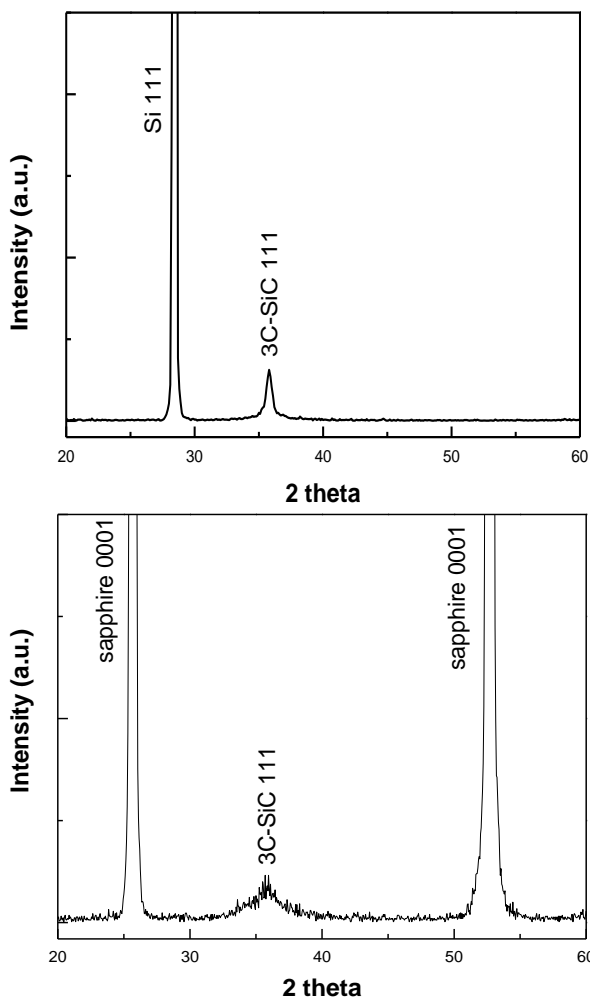 Intensity (a.u.)
Si 111
3C-SiC 111
20 30 40 50 60
2 theta
Intensity (a.u.)
sapphire 0001
3C-SiC 111
sapphire 0001
20 30 40 50 60
2 theta